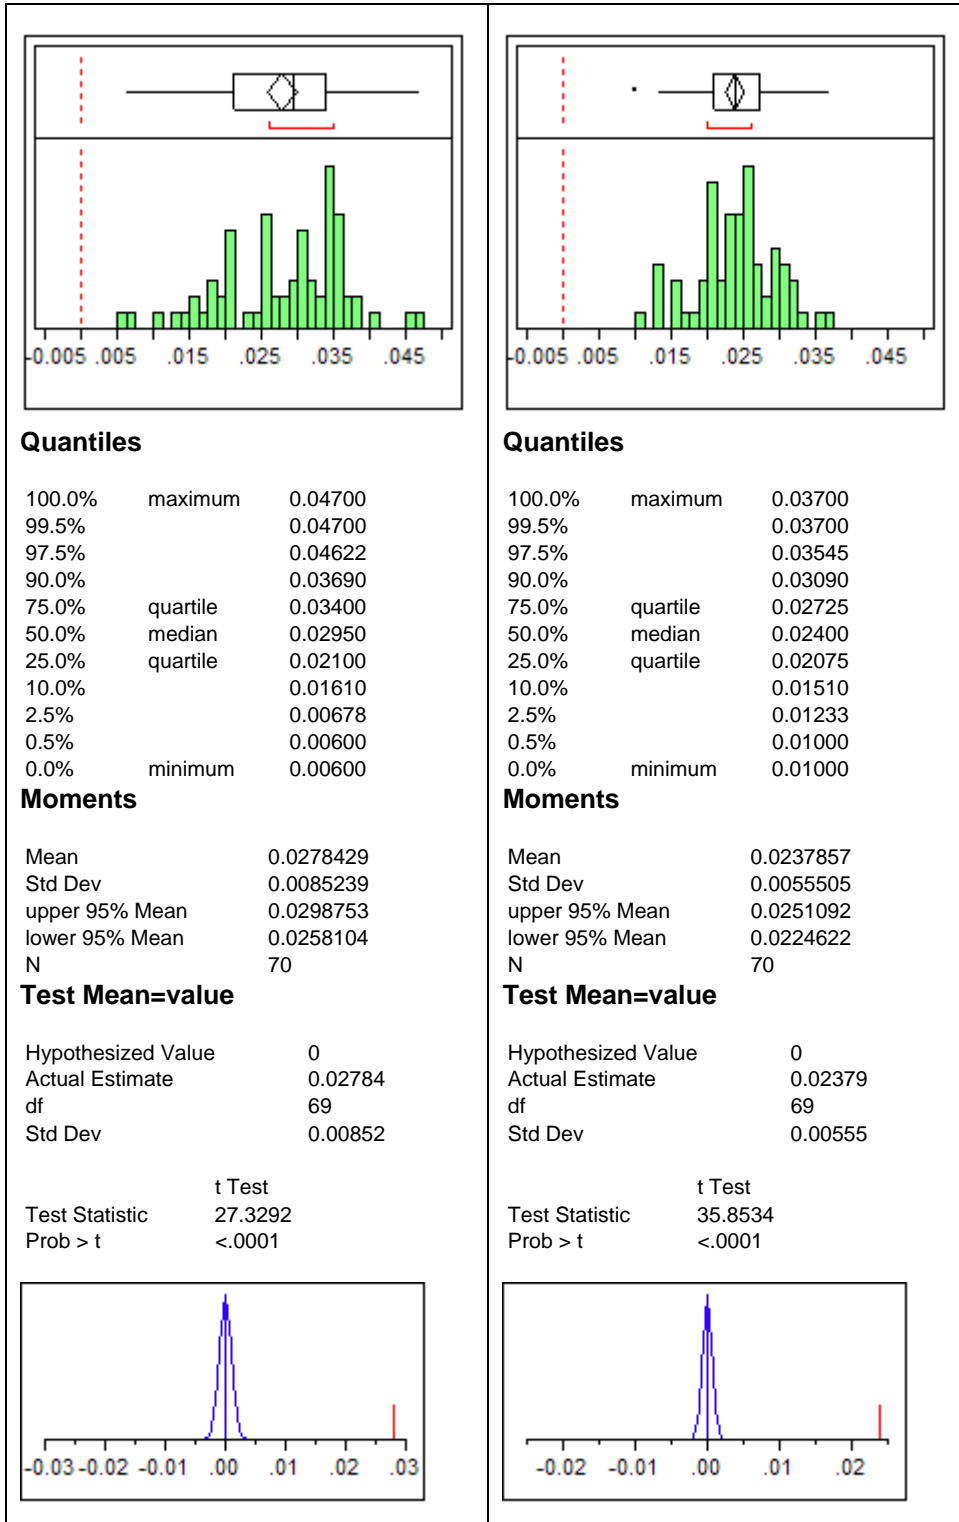 -0.005 .005 .015 .025 .035 .045
Quantiles
100.0% maximum 0.04700
99.5% 0.04700
97.5% 0.04622
90.0% 0.03690
75.0% quartile 0.03400
50.0% median 0.02950
25.0% quartile 0.02100
10.0% 0.01610
2.5% 0.00678
0.5% 0.00600
0.0% minimum 0.00600
Moments
Mean 0.0278429
Std Dev 0.0085239
upper 95% Mean 0.0298753
lower 95% Mean 0.0258104
N 70
Test Mean=value
Hypothesized Value 0
Actual Estimate 0.02784
df 69
Std Dev 0.00852
t Test
Test Statistic 27.3292
Prob > t <.0001
-0.03 -0.02 -0.01 .00 .01 .02 .03
-0.005 .005 .015 .025 .035 .045
Quantiles
100.0% maximum 0.03700
99.5% 0.03700
97.5% 0.03545
90.0% 0.03090
75.0% quartile 0.02725
50.0% median 0.02400
25.0% quartile 0.02075
10.0% 0.01510
2.5% 0.01233
0.5% 0.01000
0.0% minimum 0.01000
Moments
Mean 0.0237857
Std Dev 0.0055505
upper 95% Mean 0.0251092
lower 95% Mean 0.0224622
N 70
Test Mean=value
Hypothesized Value 0
Actual Estimate 0.02379
df 69
Std Dev 0.00555
t Test
Test Statistic 35.8534
Prob > t <.0001
-0.02 -0.01 .00 .01 .02